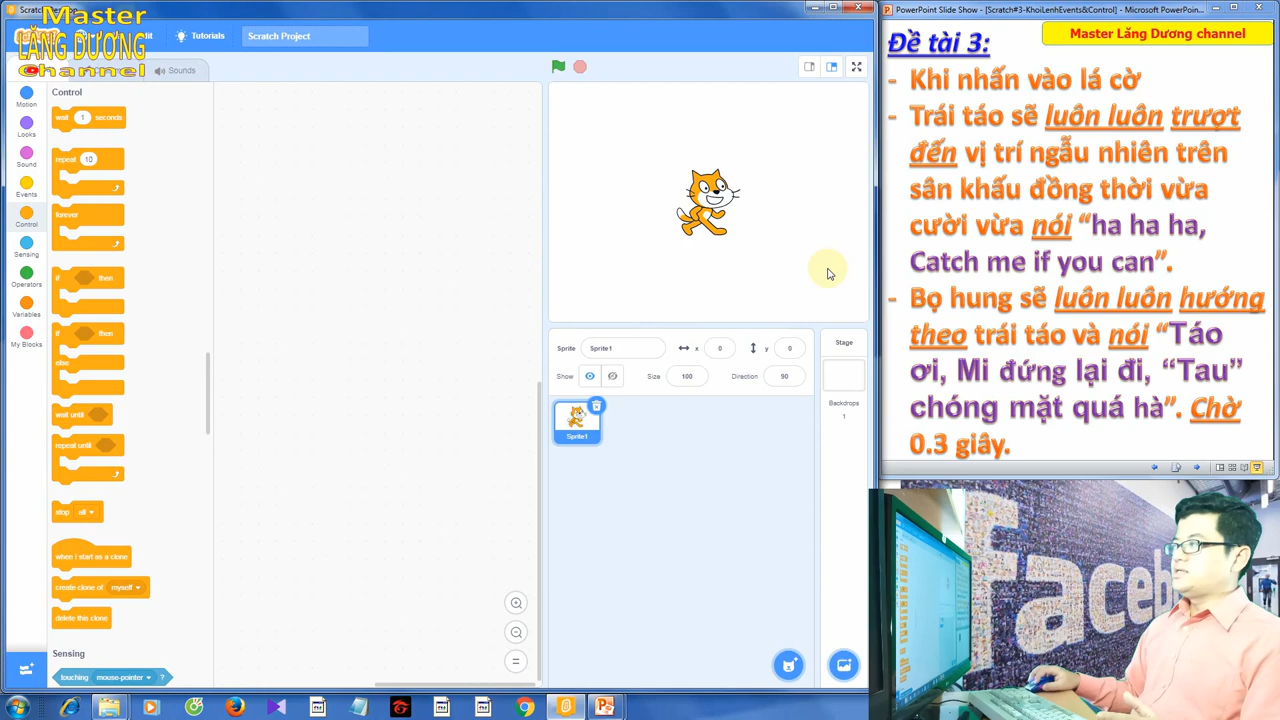 Master
LĂNG DƯƠNG
Channel
Tutorials
Scratch Project
Sounds
Motion
Looks
Sound
Events
Control
Sensing
Operators
Variables
My Blocks
Control
wait 1 seconds
repeat 10
forever
if then
if then
else
wait until
repeat until
stop all
when I start as a clone
create clone of myself
delete this clone
Sensing
touching mouse-pointer ?
Sprite Sprite1 x 0 y 0
Show Size 100 Direction 90
Sprite1
Stage
Backdrops
1
PowerPoint Slide Show - [Scratch#3-KhoiLenhEvents&Control] - Microsoft PowerPoin...
Master Lăng Dương channel
Đề tài 3:
- Khi nhấn vào lá cờ
- Trái táo sẽ luôn luôn trượt
đến vị trí ngẫu nhiên trên
sân khấu đồng thời vừa
cười vừa nói “ha ha ha,
Catch me if you can”.
- Bọ hung sẽ luôn luôn hướng
theo trái táo và nói “Táo
ơi, Mi đứng lại đi, “Tau”
chóng mặt quá hà”. Chờ
0.3 giây.